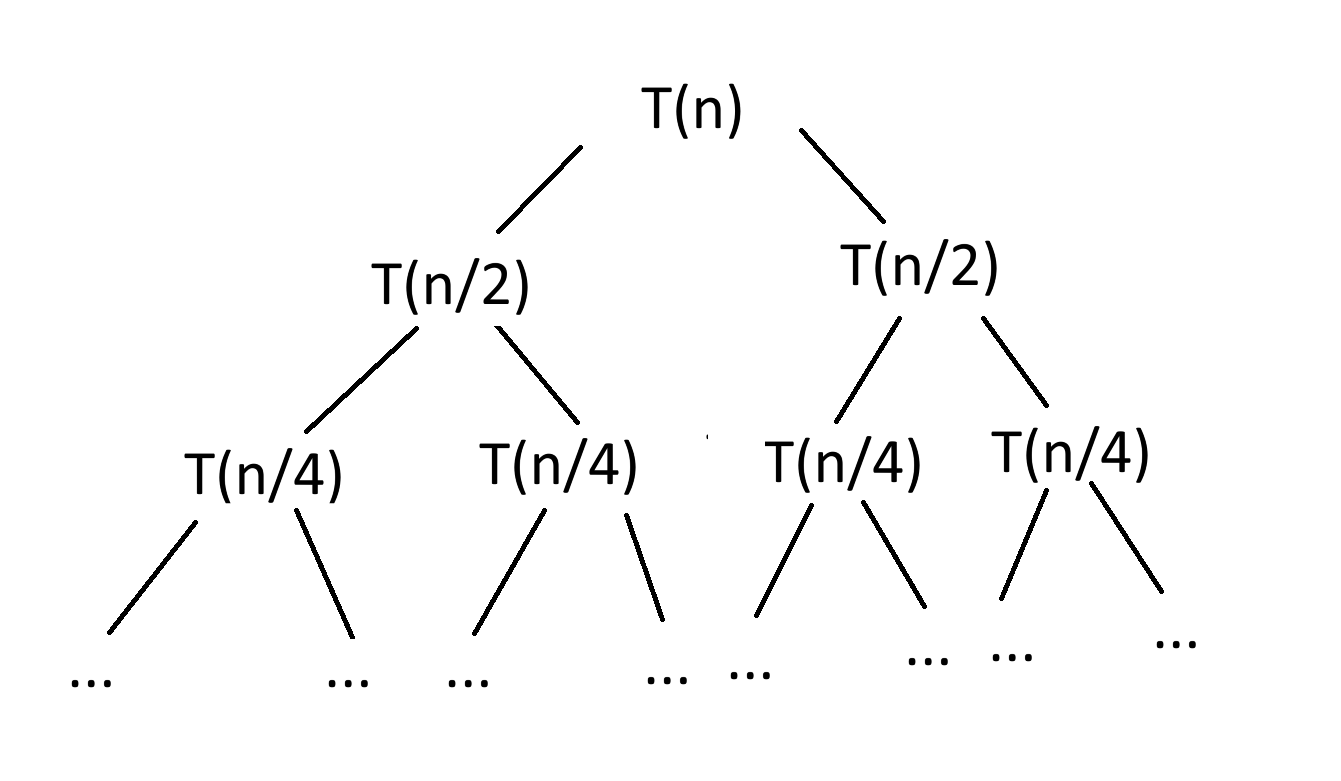 T(n)
T(n/2) T(n/2)
T(n/4) T(n/4) T(n/4) T(n/4)
... ... ... ... ... ... ... ...